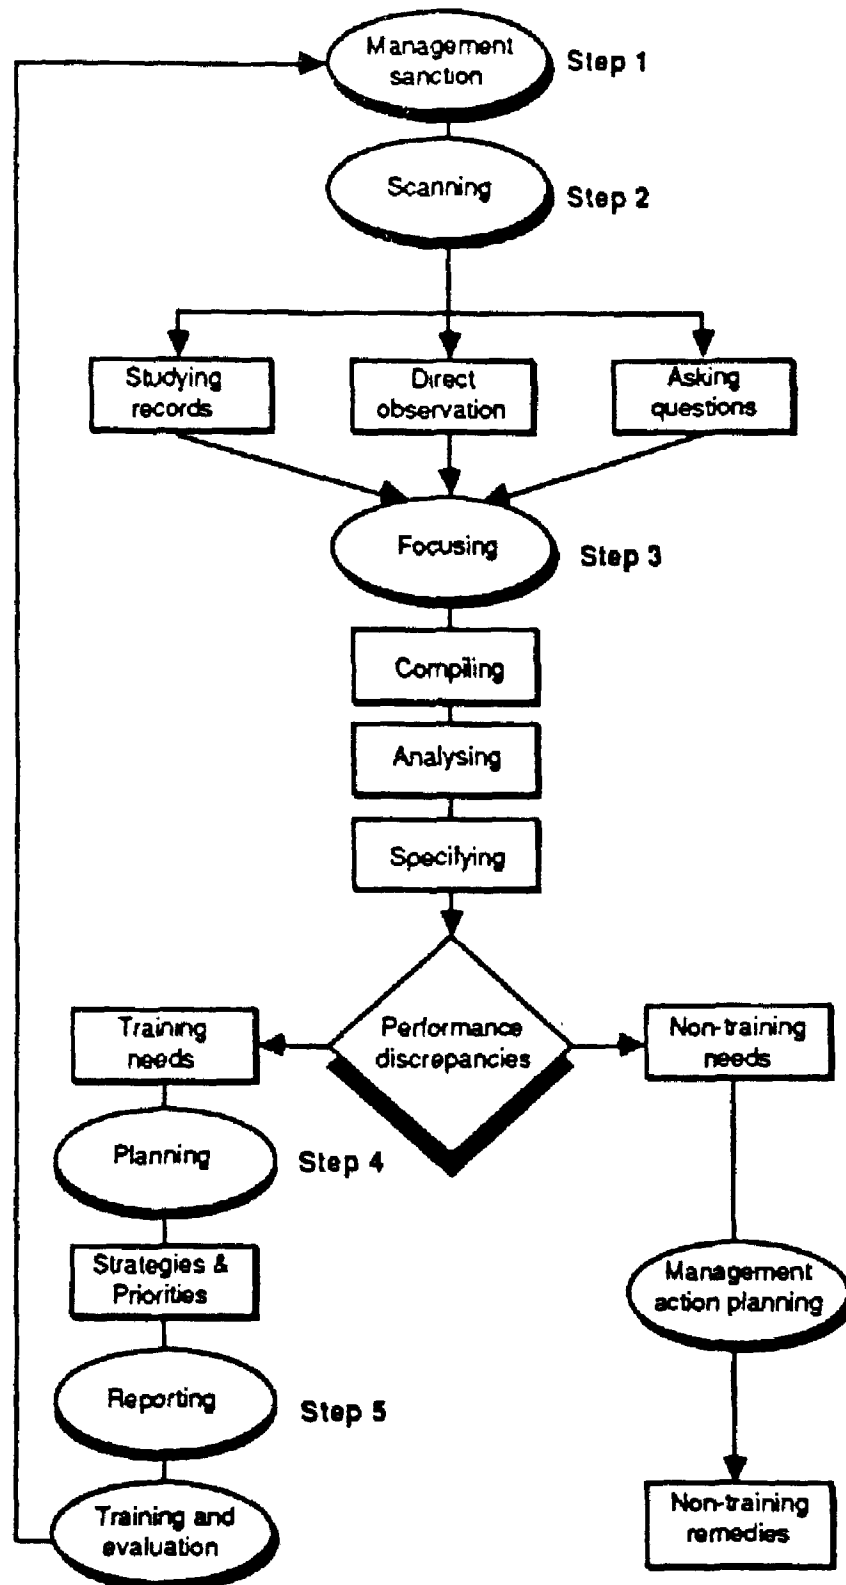 Management
sanction
Step 1
Scanning
Step 2
Studying
records
Direct
observation
Asking
questions
Focusing
Step 3
Compiling
Analysing
Specifying
Performance
discrepancies
Training
needs
Non-training
needs
Planning
Step 4
Strategies &
Priorities
Management
action planning
Reporting
Step 5
Training and
evaluation
Non-training
remedies